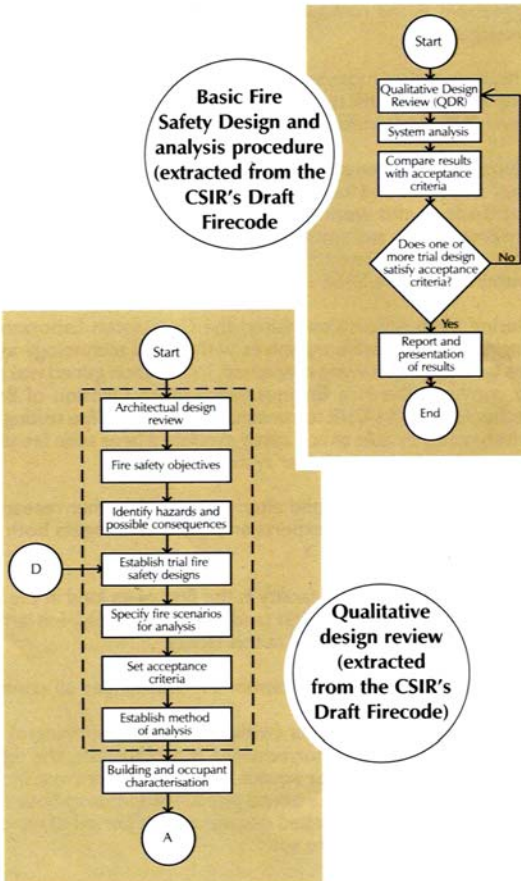 Basic Fire
Safety Design and
analysis procedure
(extracted from the
CSIR's Draft
Firecode
Start
Qualitative Design
Review (QDR)
System analysis
Compare results
with acceptance
criteria
Does one or
more trial design
satisfy acceptance
criteria?
No
Yes
Report and
presentation
of results
End
Start
Architectual design
review
Fire safety objectives
Identify hazards and
possible consequences
D
Establish trial fire
safety designs
Specify fire scenarios
for analysis
Set acceptance
criteria
Establish method
of analysis
Building and occupant
characterisation
A
Qualitative
design review
(extracted
from the CSIR's
Draft Firecode)